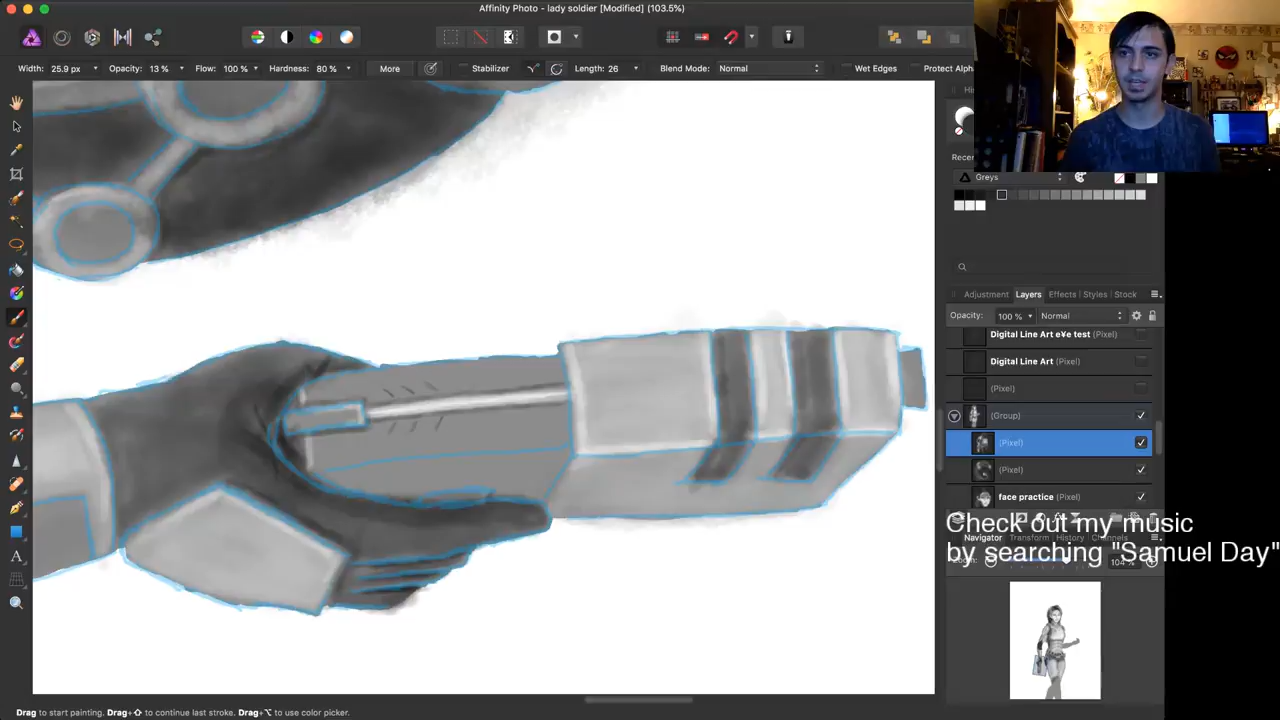 Affinity Photo - lady soldier [Modified] (103.5%)
Width: 25.9 px Opacity: 13 % Flow: 100 % Hardness: 80 % More Stabilizer Length: 26 Blend Mode: Normal Wet Edges Protect Alph
Greys
Adjustment Layers Effects Styles Stock
Opacity: 100 % Normal
Digital Line Art e¥e test (Pixel)
Digital Line Art (Pixel)
(Pixel)
(Group)
(Pixel)
(Pixel)
face practice (Pixel)
Check out my music
Navigator Transform History Channels
by searching "Samuel Day"
104 %
Drag to start painting. Drag+⇧ to continue last stroke. Drag+⌥ to use color picker.